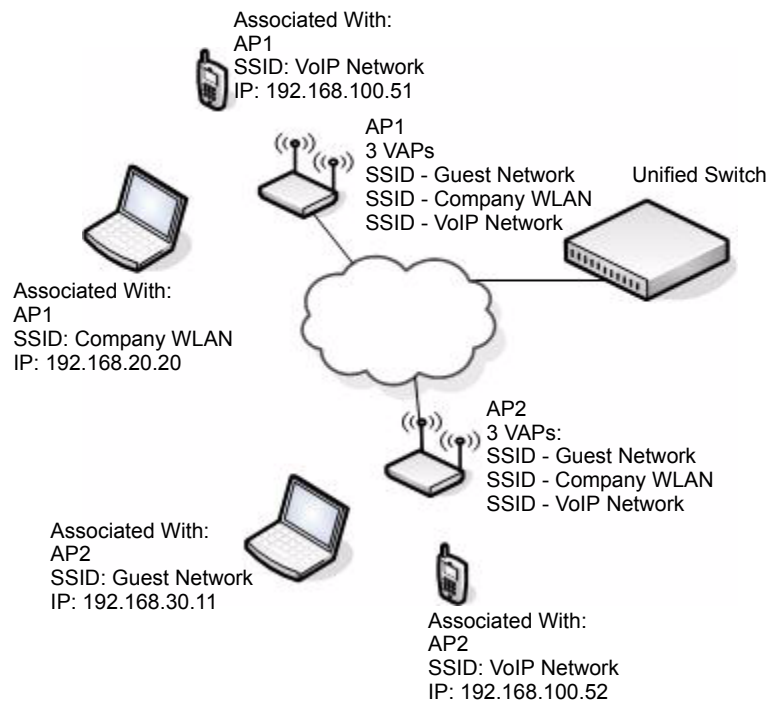 Associated With:
AP1
SSID: VoIP Network
IP: 192.168.100.51
AP1
3 VAPs
SSID - Guest Network
SSID - Company WLAN
SSID - VoIP Network
Unified Switch
Associated With:
AP1
SSID: Company WLAN
IP: 192.168.20.20
AP2
3 VAPs:
SSID - Guest Network
SSID - Company WLAN
SSID - VoIP Network
Associated With:
AP2
SSID: Guest Network
IP: 192.168.30.11
Associated With:
AP2
SSID: VoIP Network
IP: 192.168.100.52